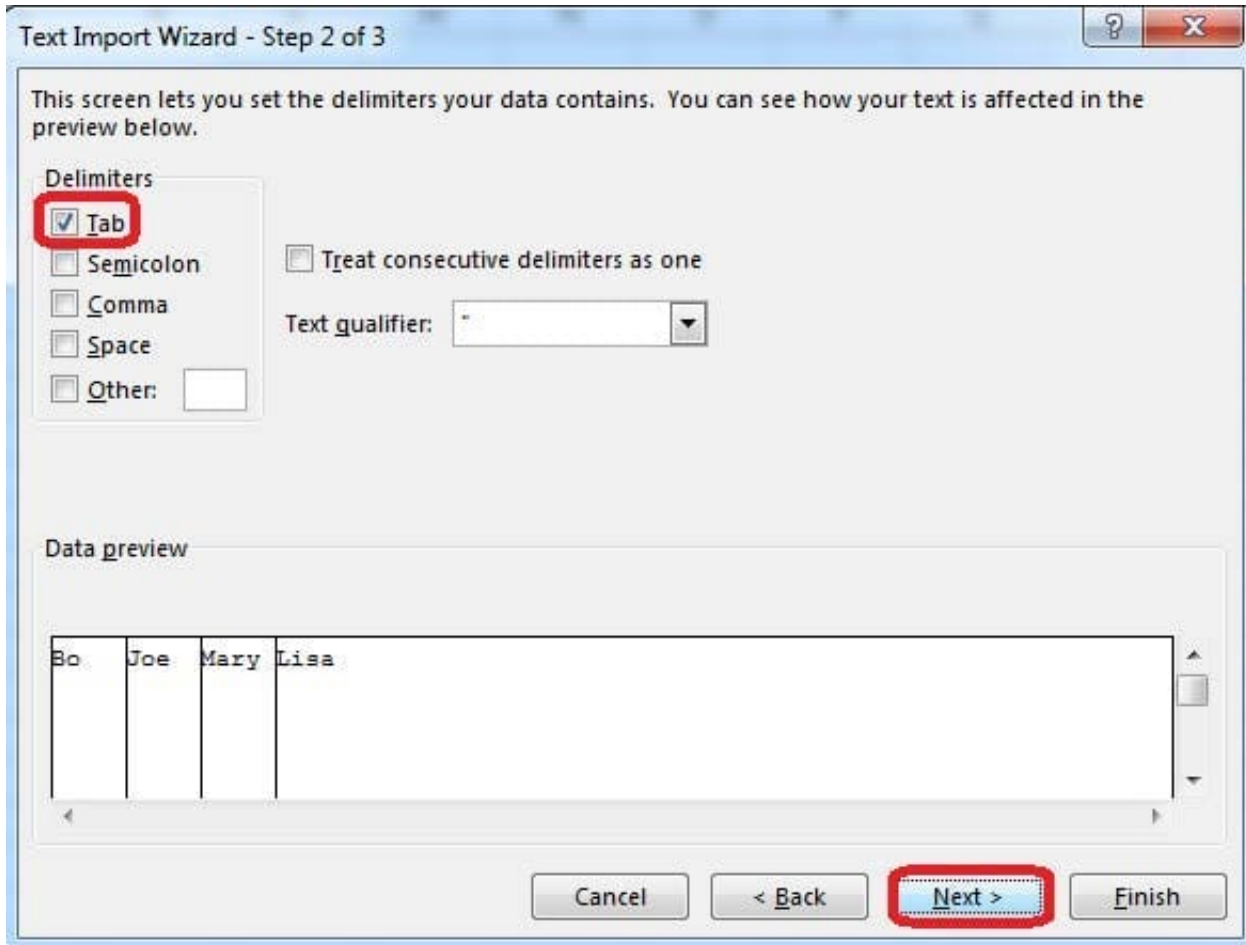 Text Import Wizard - Step 2 of 3
?
X
This screen lets you set the delimiters your data contains. You can see how your text is affected in the
preview below.
Delimiters
Tab
Semicolon
Comma
Space
Other:
Treat consecutive delimiters as one
Text qualifier: "
Data preview
Bo Joe Mary Lisa
Cancel < Back Next > Finish